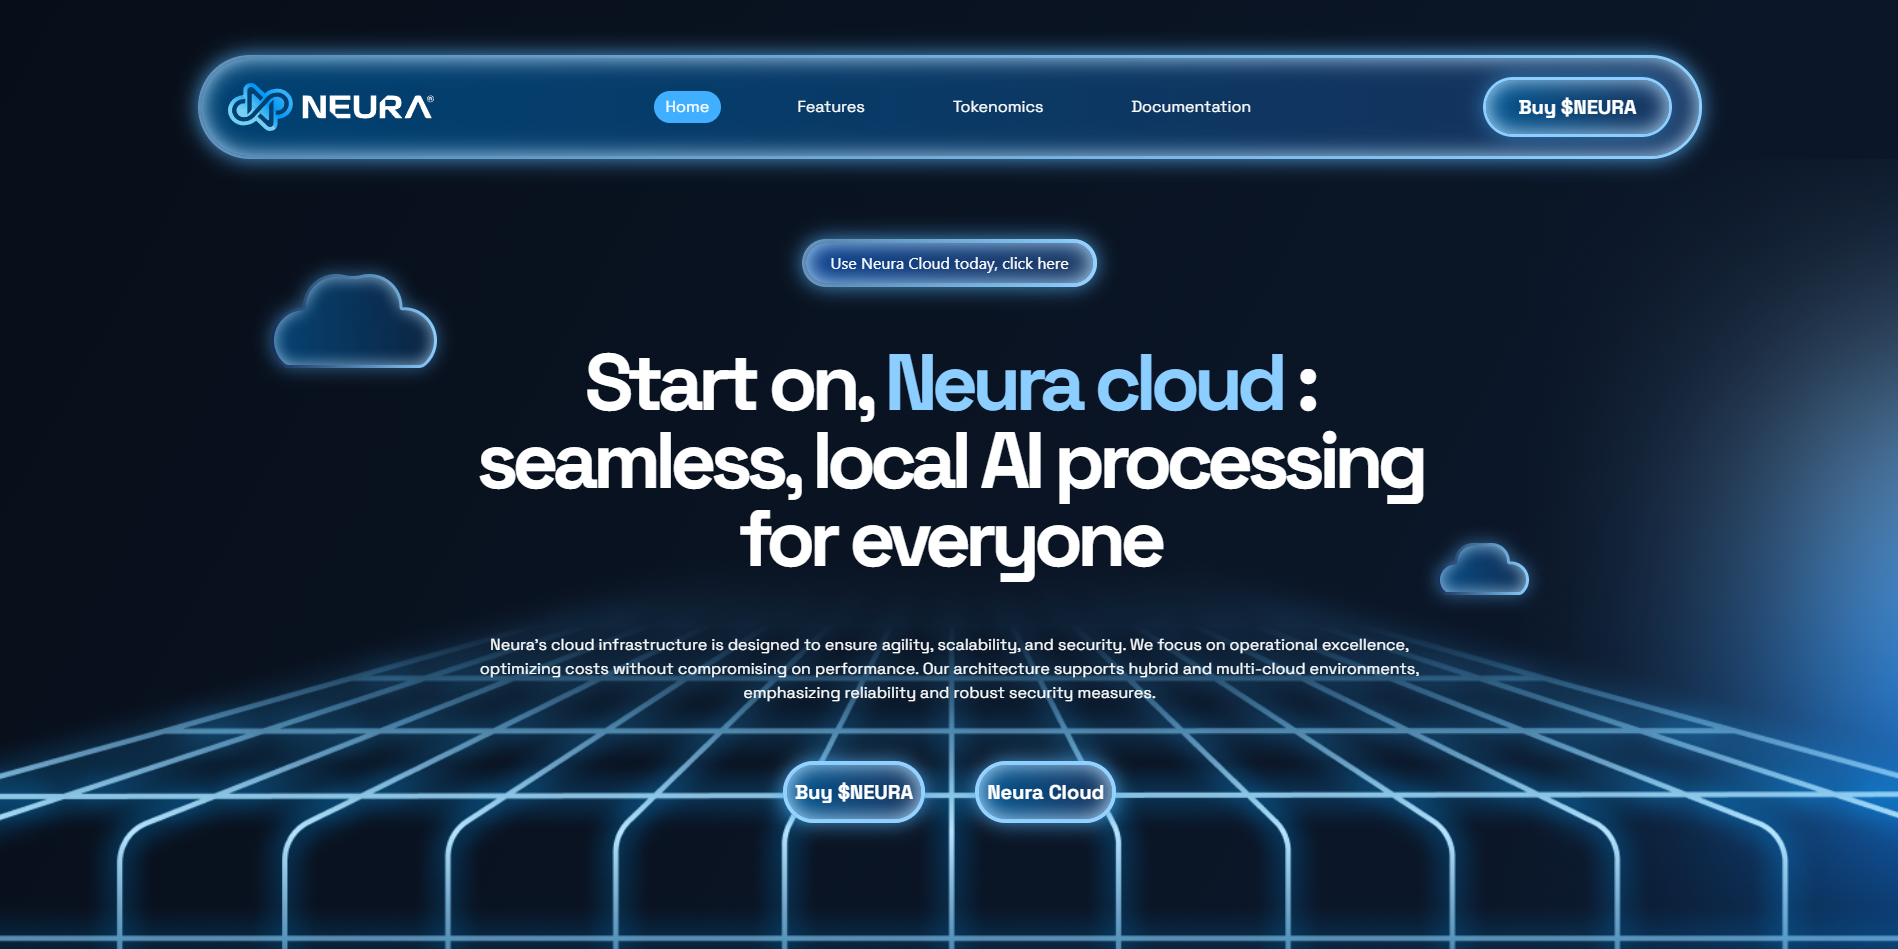 NEURA®
Home
Features
Tokenomics
Documentation
Buy $NEURA
Use Neura Cloud today, click here
Start on, Neura cloud :
seamless, local AI processing
for everyone
Neura’s cloud infrastructure is designed to ensure agility, scalability, and security. We focus on operational excellence,
optimizing costs without compromising on performance. Our architecture supports hybrid and multi-cloud environments,
emphasizing reliability and robust security measures.
Buy $NEURA
Neura Cloud